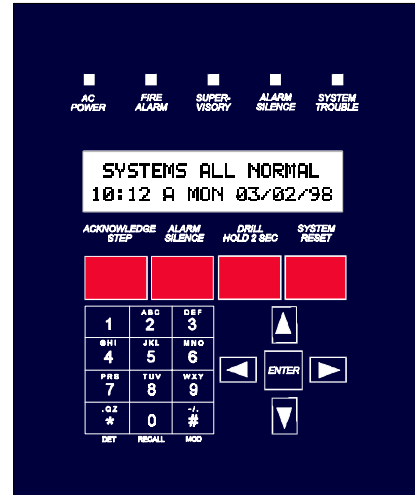 AC POWER FIRE ALARM SUPER-VISORY ALARM SILENCE SYSTEM TROUBLE
SYSTEMS ALL NORMAL
10:12 A MON 03/02/98
ACKNOWLEDGE STEP ALARM SILENCE DRILL HOLD 2 SEC SYSTEM RESET
ABC DEF
1 2 3
GHI JKL MNO
4 5 6
ENTER
PRS TUV WXY
7 8 9
.QZ -/.
* 0 #
DET RECALL MOD